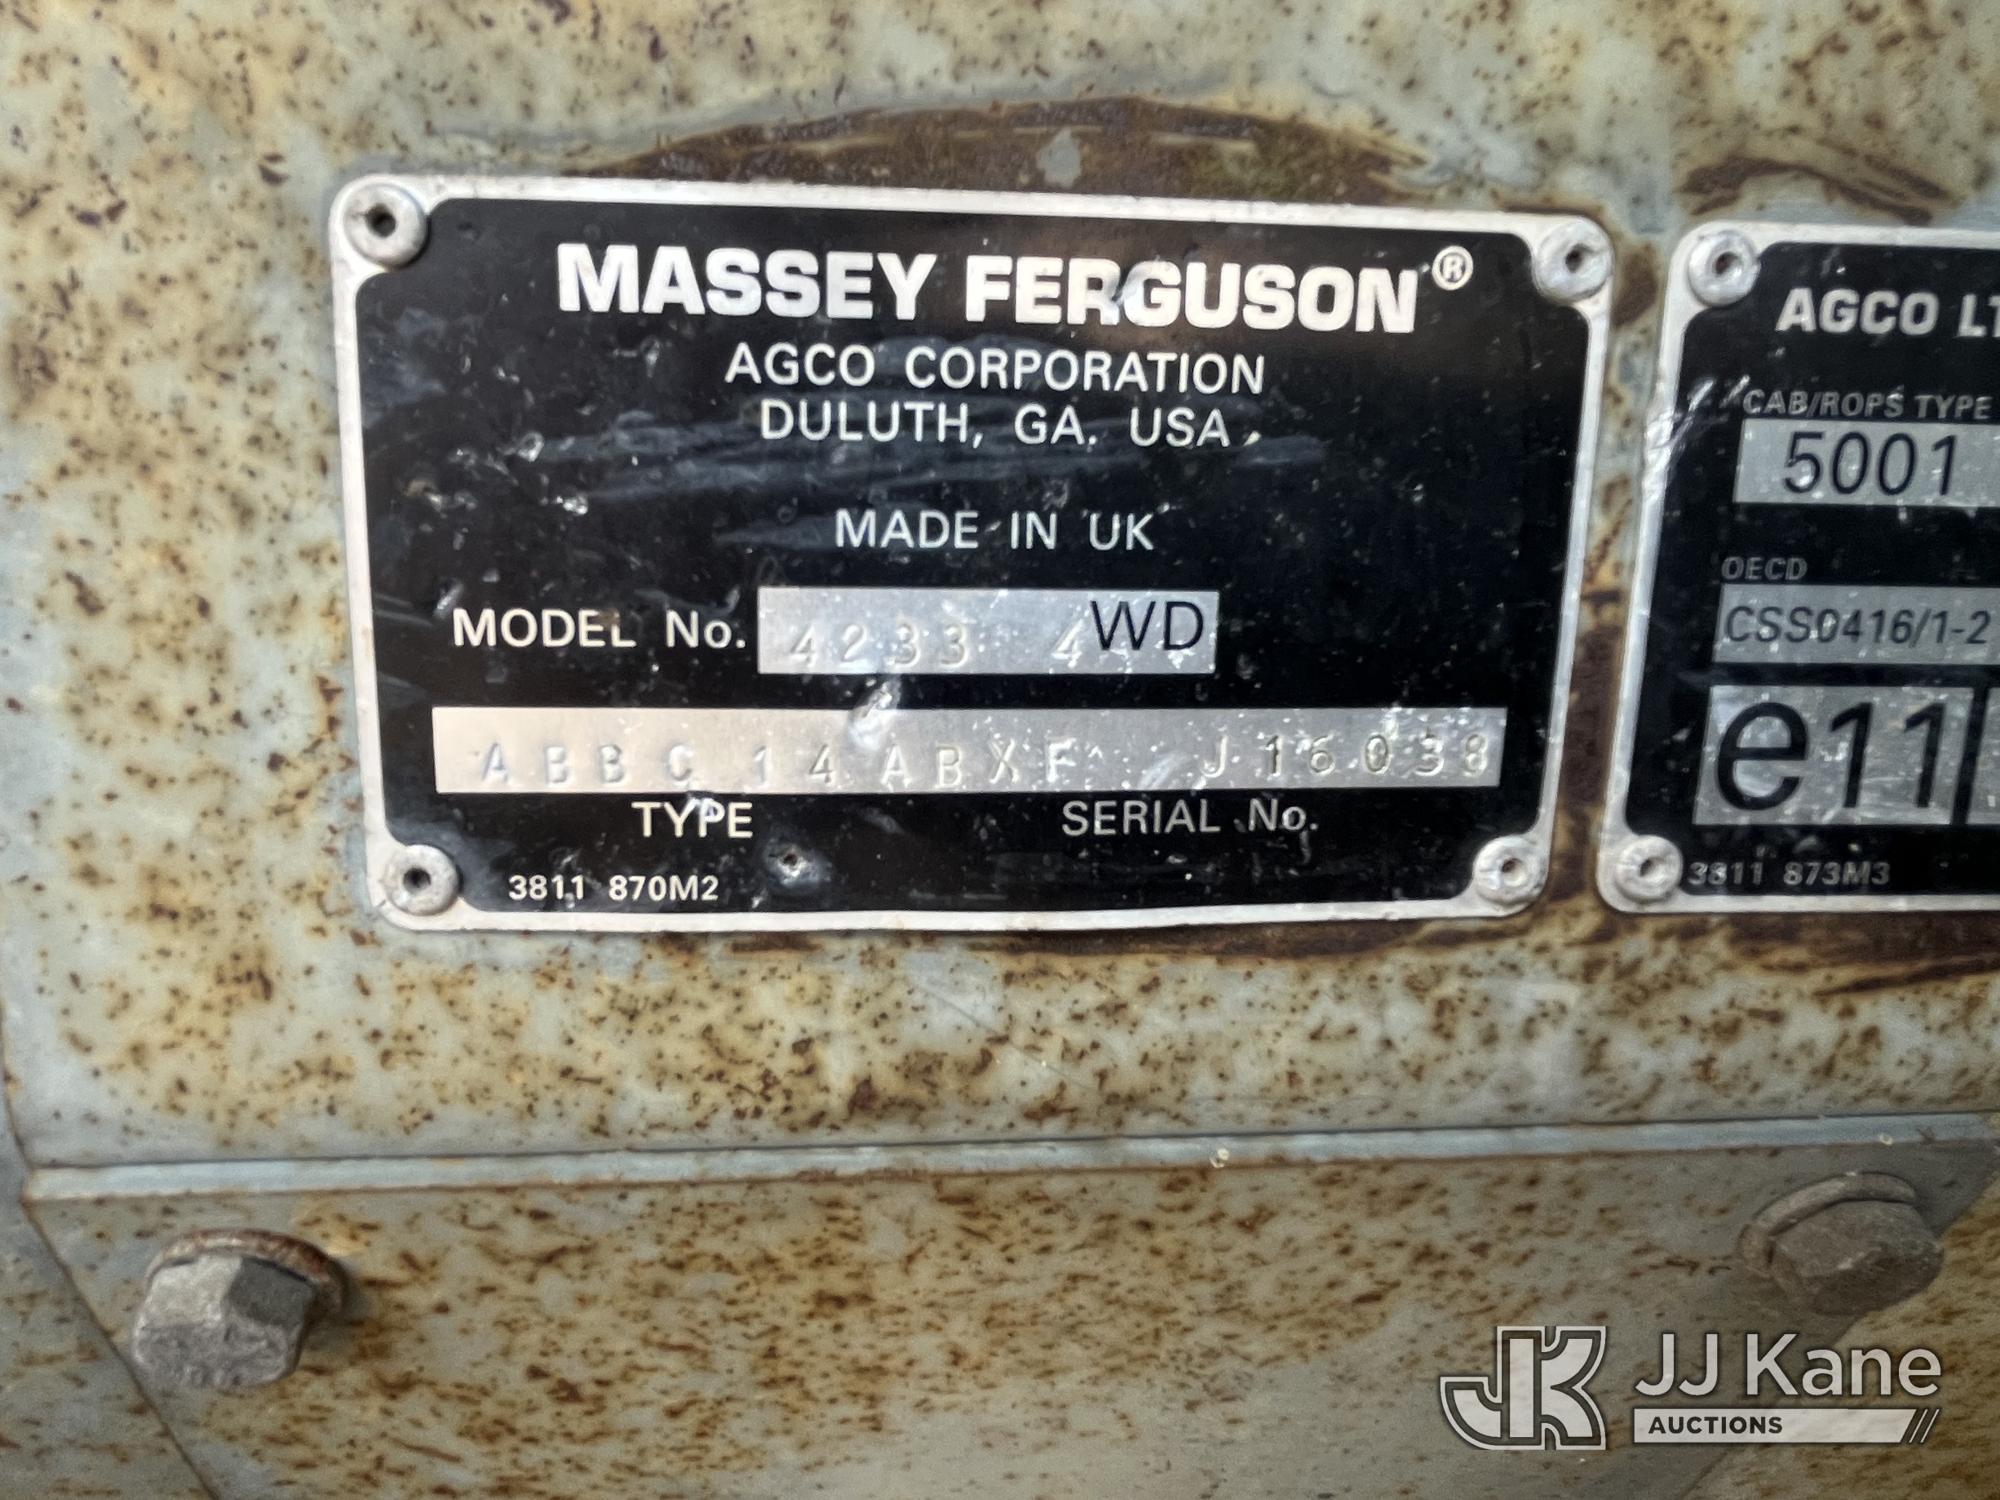 MASSEY FERGUSON®
AGCO CORPORATION
DULUTH, GA. USA.
MADE IN UK
MODEL No. 4233 4WD
ABBC14ABXF J16038
TYPE SERIAL No.
3811 870M2
AGCO LT
CAB/ROPS TYPE
5001
OECD
CSS0416/1-2
e11
3811 873M3
JK JJ Kane
AUCTIONS